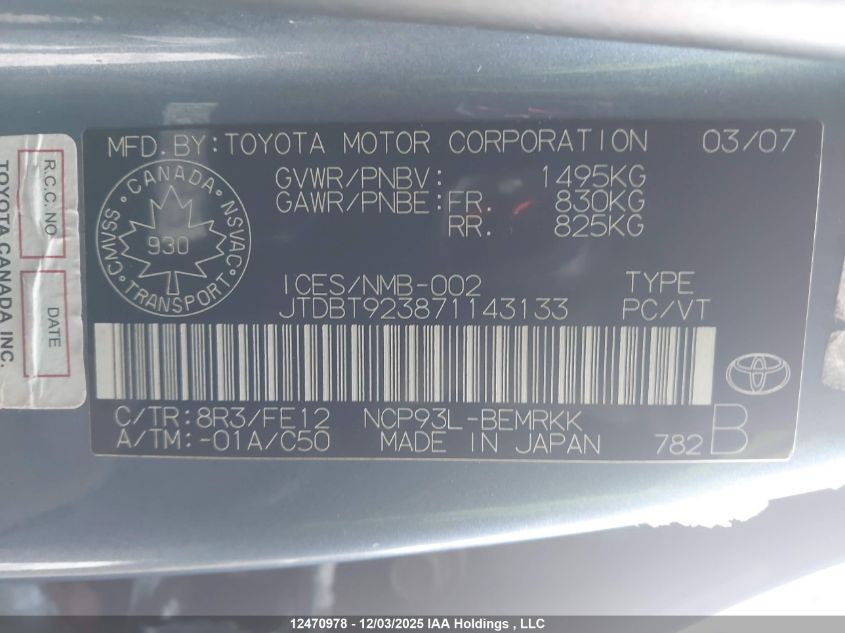 MFD. BY: TOYOTA MOTOR CORPORATION 03/07
GVWR/PNBV: 1495KG
GAWR/PNBE: FR. 830KG
RR. 825KG
CANADA
CMVSS NSVAC
930
TRANSPORT
ICES/NMB-002 TYPE
JTDBT923871143133 PC/VT
C/TR: 8R3/FE12 NCP93L-BEMRKK
A/TM: -01A/C50 MADE IN JAPAN 782 B
R.C.C. NO
DATE
TOYOTA CANADA, INC.
12470978 - 12/03/2025 IAA Holdings , LLC